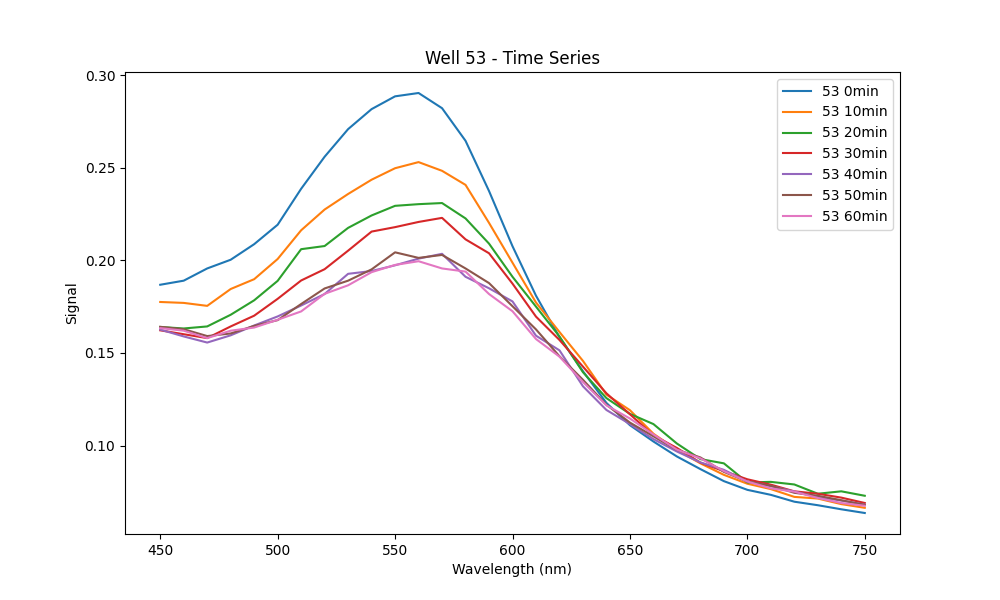 Well 53 - Time Series
53 0min
53 10min
53 20min
53 30min
53 40min
53 50min
53 60min
0.30
0.25
0.20
0.15
0.10
Signal
450 500 550 600 650 700 750
Wavelength (nm)